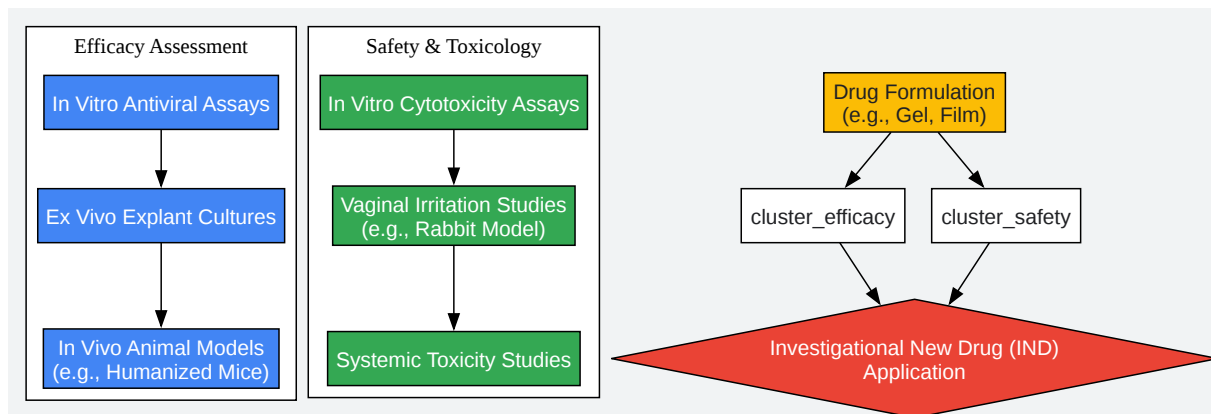 Efficacy Assessment
In Vitro Antiviral Assays
Ex Vivo Explant Cultures
In Vivo Animal Models
(e.g., Humanized Mice)
Safety & Toxicology
In Vitro Cytotoxicity Assays
Vaginal Irritation Studies
(e.g., Rabbit Model)
Systemic Toxicity Studies
Drug Formulation
(e.g., Gel, Film)
cluster_efficacy
cluster_safety
Investigational New Drug (IND)
Application